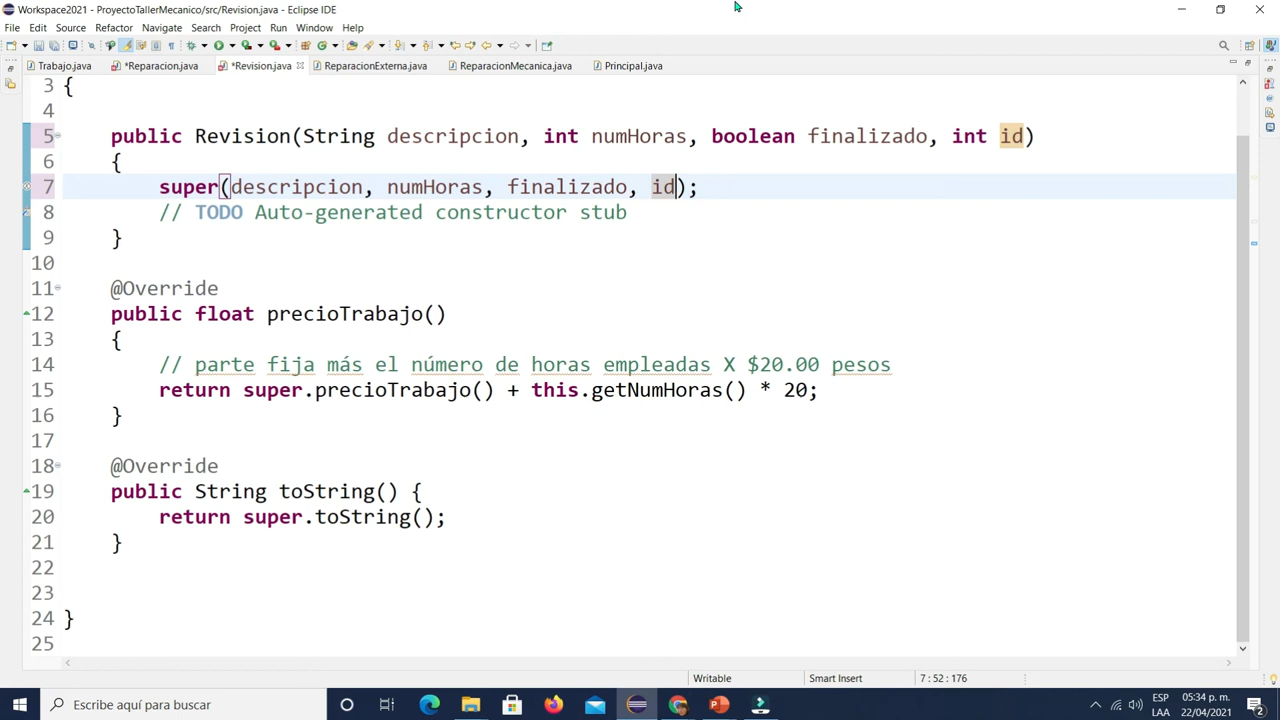 Workspace2021 - ProyectoTallerMecanico/src/Revision.java - Eclipse IDE
File Edit Source Refactor Navigate Search Project Run Window Help
Trabajo.java *Reparacion.java *Revision.java ReparacionExterna.java ReparacionMecanica.java Principal.java
3 {
4
5 public Revision(String descripcion, int numHoras, boolean finalizado, int id)
6 {
7 super(descripcion, numHoras, finalizado, id);
8 // TODO Auto-generated constructor stub
9 }
10
11 @Override
12 public float precioTrabajo()
13 {
14 // parte fija más el número de horas empleadas X $20.00 pesos
15 return super.precioTrabajo() + this.getNumHoras() * 20;
16 }
17
18 @Override
19 public String toString() {
20 return super.toString();
21 }
22
23
24 }
25
Writable Smart Insert 7 : 52 : 176
Escribe aquí para buscar
ESP 05:34 p. m.
LAA 22/04/2021 2